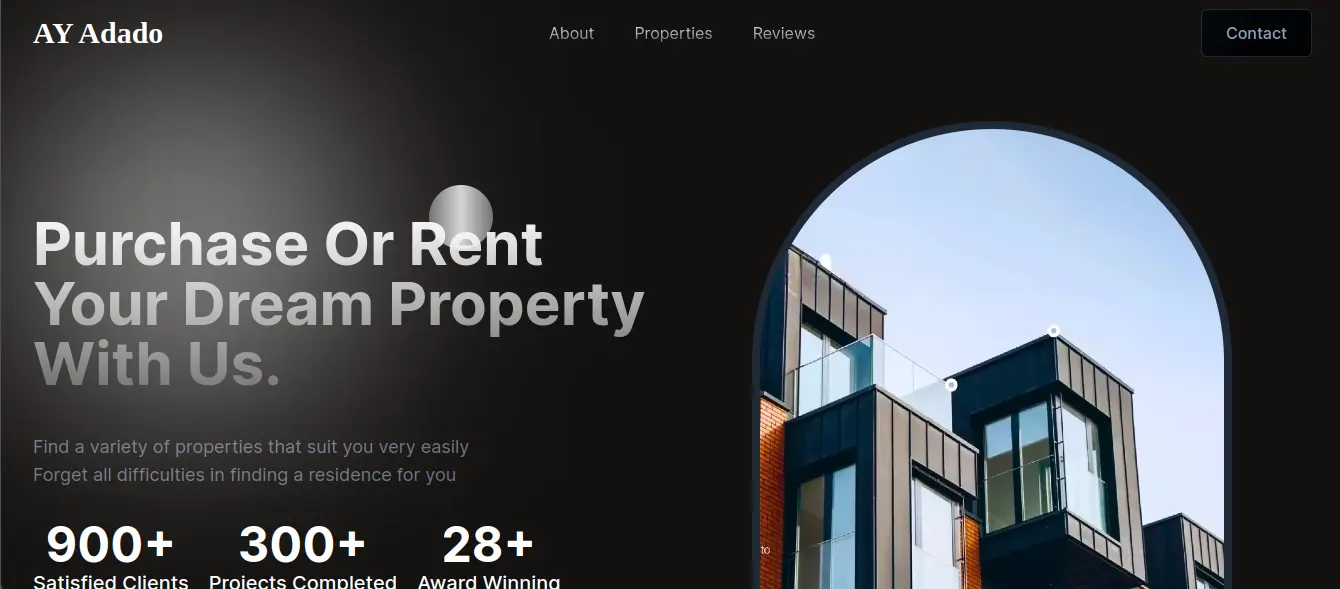 AY Adado
About
Properties
Reviews
Contact
Purchase Or Rent
Your Dream Property
With Us.
Find a variety of properties that suit you very easily
Forget all difficulties in finding a residence for you
900+
300+
28+
Satisfied Clients
Projects Completed
Award Winning
to